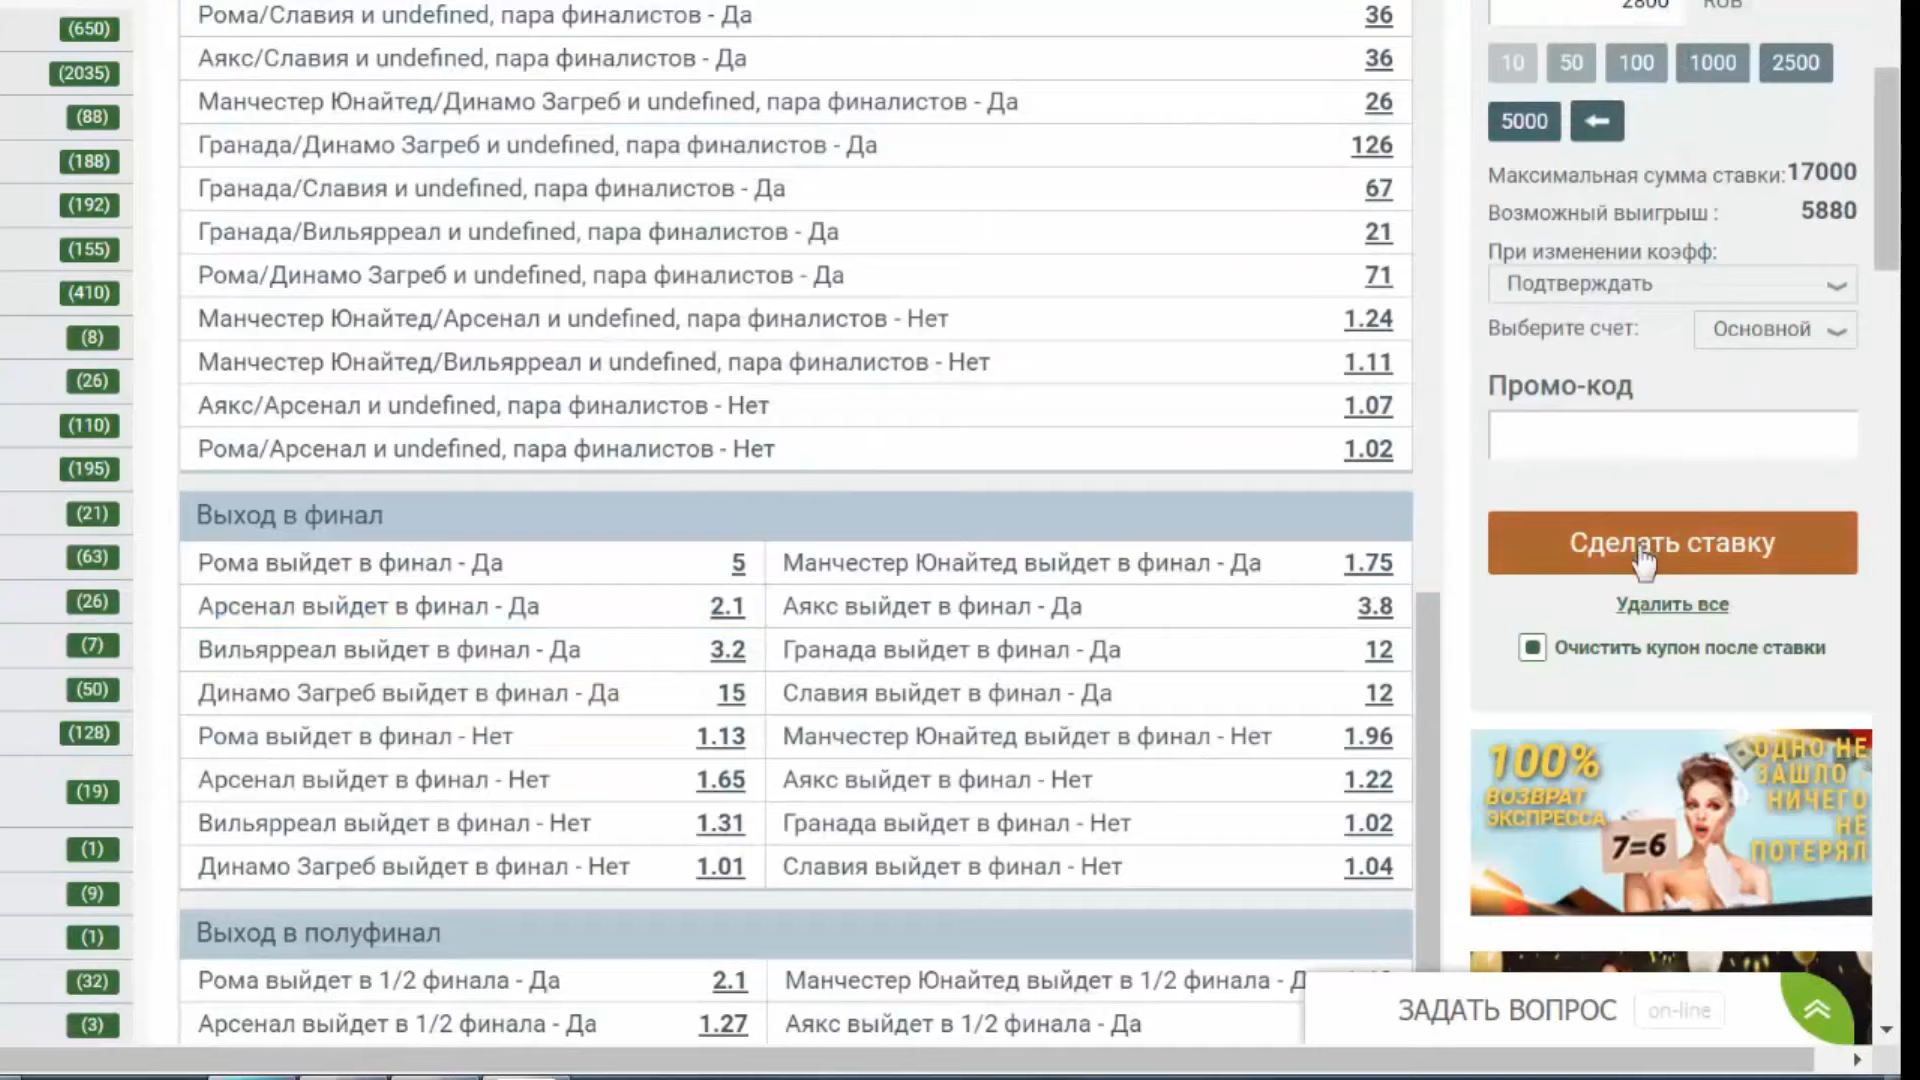 (650)
(2035)
(88)
(188)
(192)
(155)
(410)
(8)
(26)
(110)
(195)
(21)
(63)
(26)
(7)
(50)
(128)
(19)
(1)
(9)
(1)
(32)
(3)
Рома/Славия и undefined, пара финалистов - Да 36
Аякс/Славия и undefined, пара финалистов - Да 36
Манчестер Юнайтед/Динамо Загреб и undefined, пара финалистов - Да 26
Гранада/Динамо Загреб и undefined, пара финалистов - Да 126
Гранада/Славия и undefined, пара финалистов - Да 67
Гранада/Вильярреал и undefined, пара финалистов - Да 21
Рома/Динамо Загреб и undefined, пара финалистов - Да 71
Манчестер Юнайтед/Арсенал и undefined, пара финалистов - Нет 1.24
Манчестер Юнайтед/Вильярреал и undefined, пара финалистов - Нет 1.11
Аякс/Арсенал и undefined, пара финалистов - Нет 1.07
Рома/Арсенал и undefined, пара финалистов - Нет 1.02
Выход в финал
Рома выйдет в финал - Да 5 Манчестер Юнайтед выйдет в финал - Да 1.75
Арсенал выйдет в финал - Да 2.1 Аякс выйдет в финал - Да 3.8
Вильярреал выйдет в финал - Да 3.2 Гранада выйдет в финал - Да 12
Динамо Загреб выйдет в финал - Да 15 Славия выйдет в финал - Да 12
Рома выйдет в финал - Нет 1.13 Манчестер Юнайтед выйдет в финал - Нет 1.96
Арсенал выйдет в финал - Нет 1.65 Аякс выйдет в финал - Нет 1.22
Вильярреал выйдет в финал - Нет 1.31 Гранада выйдет в финал - Нет 1.02
Динамо Загреб выйдет в финал - Нет 1.01 Славия выйдет в финал - Нет 1.04
Выход в полуфинал
Рома выйдет в 1/2 финала - Да 2.1 Манчестер Юнайтед выйдет в 1/2 финала -
Арсенал выйдет в 1/2 финала - Да 1.27 Аякс выйдет в 1/2 финала - Да
2800 RUB
10 50 100 1000 2500
5000
Максимальная сумма ставки: 17000
Возможный выигрыш : 5880
При изменении коэфф:
Подтверждать
Выберите счет: Основной
Промо-код
Сделать ставку
Удалить все
Очистить купон после ставки
100%
ВОЗВРАТ
ЭКСПРЕССА
7=6
ОДНО НЕ
ЗАШЛО -
НИЧЕГО
НЕ
ПОТЕРЯЛ
ЗАДАТЬ ВОПРОС on-line